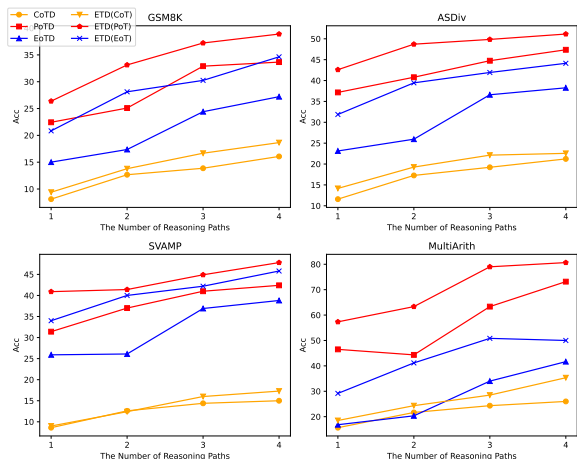 GSM8K
CoTD
PoTD
EoTD
ETD(CoT)
ETD(PoT)
ETD(EoT)
35
30
25
20
15
10
Acc
1 2 3 4
The Number of Reasoning Paths
ASDiv
50
45
40
35
30
25
20
15
10
Acc
1 2 3 4
The Number of Reasoning Paths
SVAMP
45
40
35
30
25
20
15
10
Acc
1 2 3 4
The Number of Reasoning Paths
MultiArith
80
70
60
50
40
30
20
Acc
1 2 3 4
The Number of Reasoning Paths